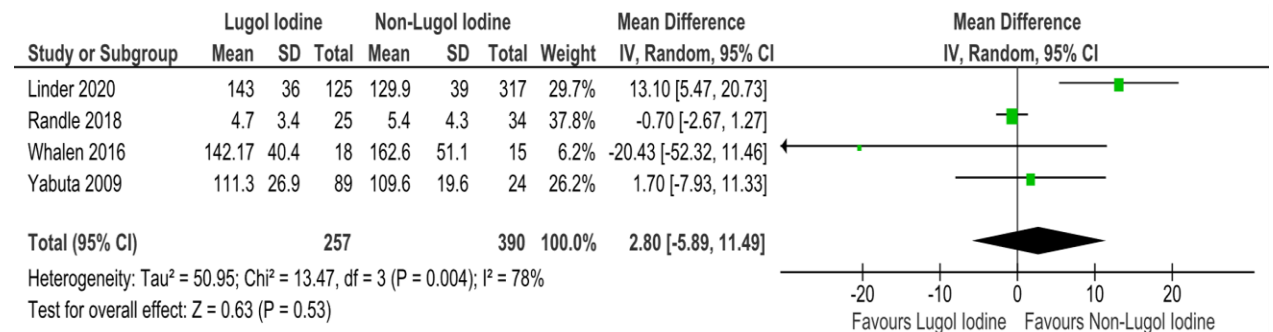 Lugol Iodine Non-Lugol Iodine Mean Difference Mean Difference
Study or Subgroup Mean SD Total Mean SD Total Weight IV, Random, 95% CI IV, Random, 95% CI
Linder 2020 143 36 125 129.9 39 317 29.7% 13.10 [5.47, 20.73]
Randle 2018 4.7 3.4 25 5.4 4.3 34 37.8% -0.70 [-2.67, 1.27]
Whalen 2016 142.17 40.4 18 162.6 51.1 15 6.2% -20.43 [-52.32, 11.46]
Yabuta 2009 111.3 26.9 89 109.6 19.6 24 26.2% 1.70 [-7.93, 11.33]
Total (95% CI) 257 390 100.0% 2.80 [-5.89, 11.49]
Heterogeneity: Tau² = 50.95; Chi² = 13.47, df = 3 (P = 0.004); I² = 78%
Test for overall effect: Z = 0.63 (P = 0.53)
-20 -10 0 10 20
Favours Lugol Iodine Favours Non-Lugol Iodine